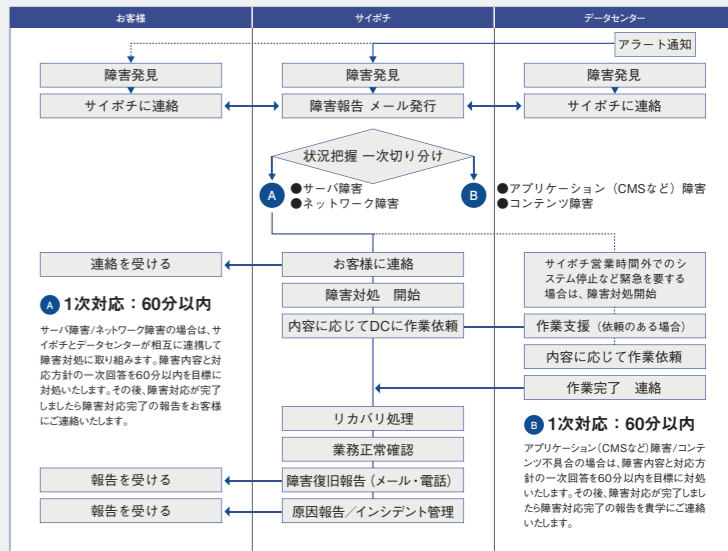 お客様
サイポチ
データセンター
アラート通知
障害発見
障害発見
障害発見
サイポチに連絡
障害報告 メール発行
サイポチに連絡
状況把握 一次切り分け
A
●サーバ障害
●ネットワーク障害
B
●アプリケーション（CMSなど）障害
●コンテンツ障害
連絡を受ける
お客様に連絡
サイポチ営業時間外でのシ
ステム停止など緊急を要する
場合は、障害対処開始
障害対処　開始
内容に応じてDCに作業依頼
作業支援（依頼のある場合）
内容に応じて作業依頼
作業完了　連絡
A 1次対応：60分以内
サーバ障害/ネットワーク障害の場合は、サ
イポチとデータセンターが相互に連携して
障害対処に取り組みます。障害内容と対
応方針の一次回答を60分以内を目標に
対処いたします。その後、障害対応が完了
しましたら障害対応完了の報告をお客様
にご連絡いたします。
リカバリ処理
業務正常確認
報告を受ける
障害復旧報告（メール・電話）
報告を受ける
原因報告／インシデント管理
B 1次対応：60分以内
アプリケーション（CMSなど）障害/コンテ
ンツ不具合の場合は、障害内容と対応方
針の一次回答を60分以内を目標に対処
いたします。その後、障害対応が完了しまし
たら障害対応完了の報告を貴学にご連絡
いたします。